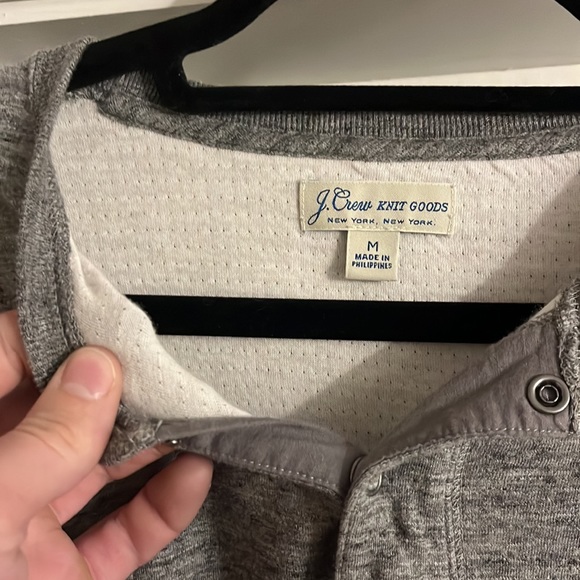 J.Crew KNIT GOODS
NEW YORK, NEW YORK.
M
MADE IN
PHILIPPINES